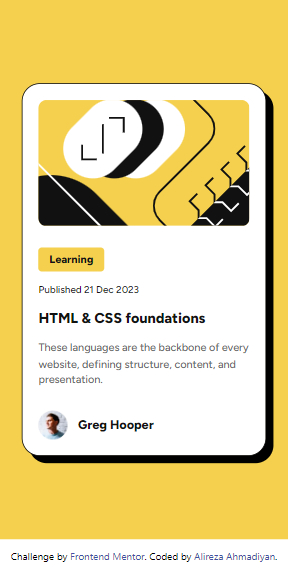 Learning
Published 21 Dec 2023
HTML & CSS foundations
These languages are the backbone of every
website, defining structure, content, and
presentation.
Greg Hooper
Challenge by Frontend Mentor. Coded by Alireza Ahmadiyan.